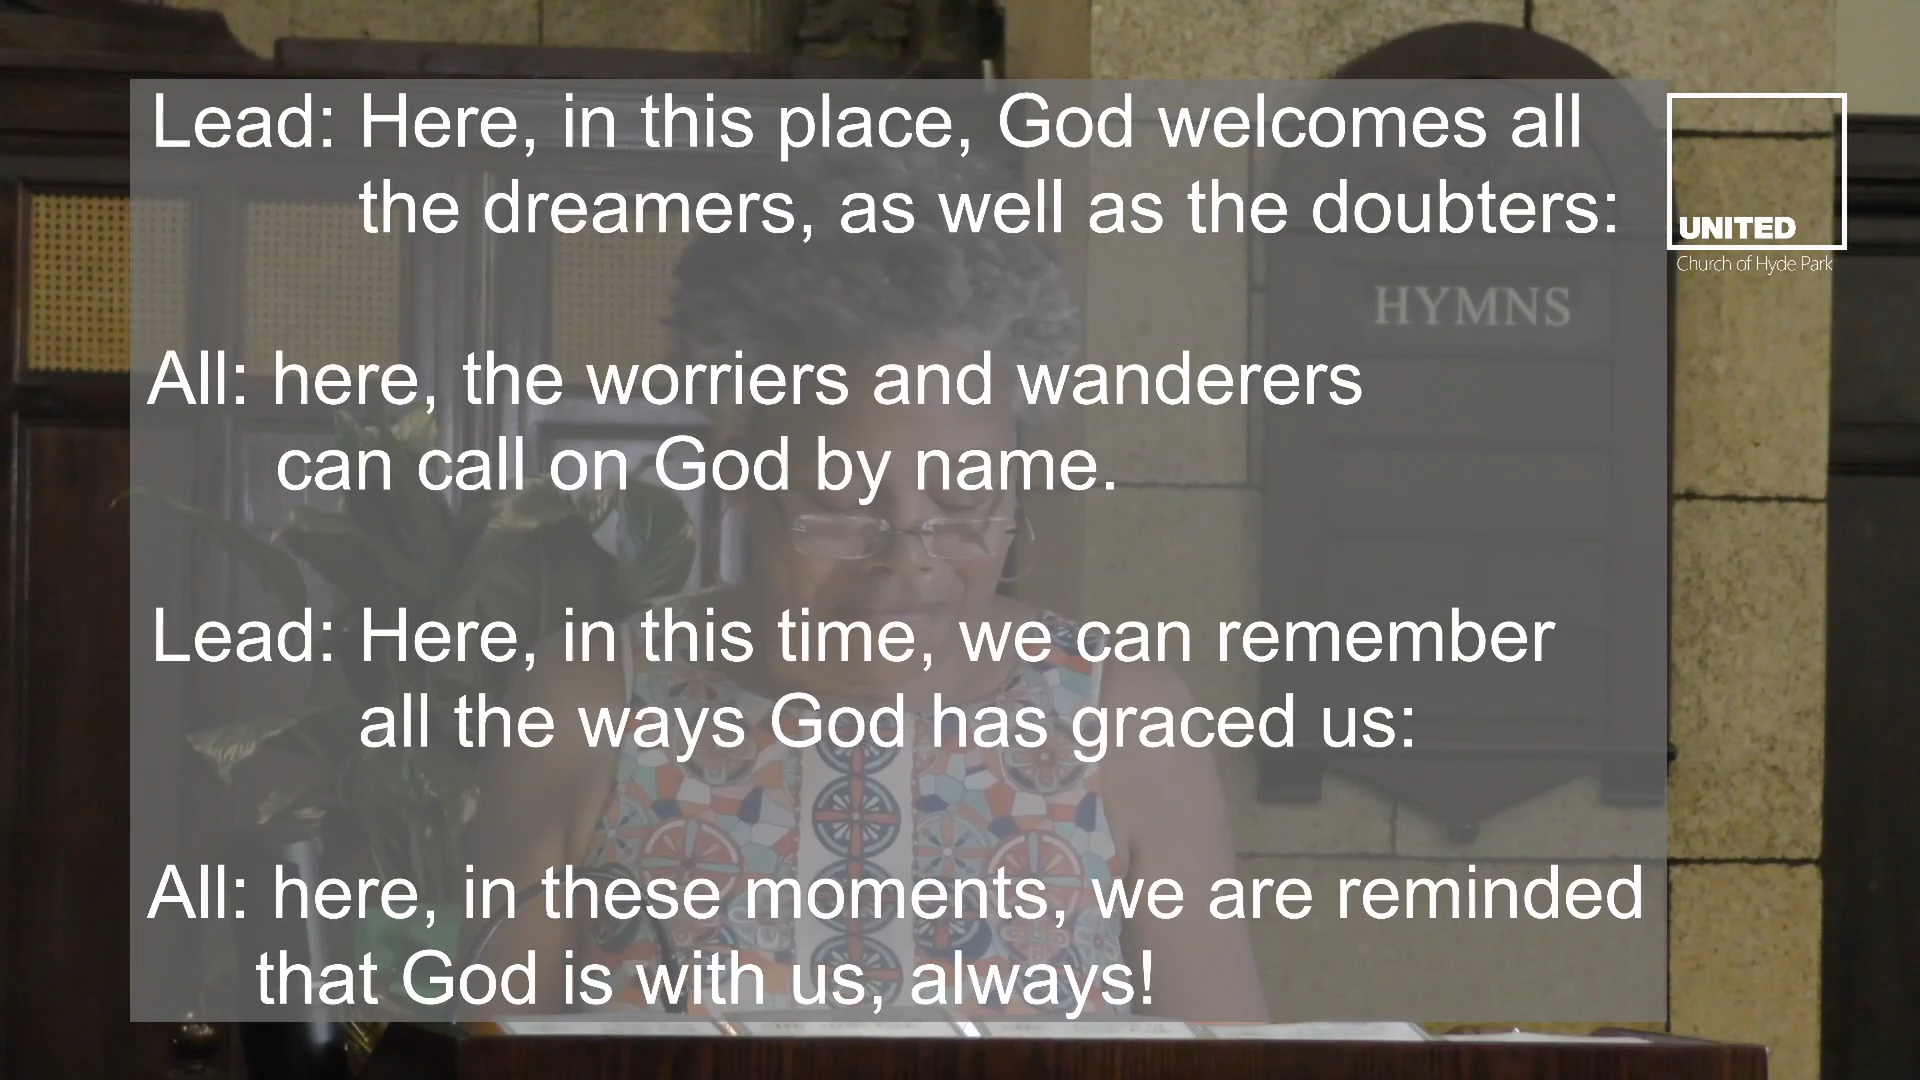 Lead: Here, in this place, God welcomes all
the dreamers, as well as the doubters:
All: here, the worriers and wanderers
can call on God by name.
Lead: Here, in this time, we can remember
all the ways God has graced us:
All: here, in these moments, we are reminded
that God is with us, always!
UNITED
Church of Hyde Park
HYMNS